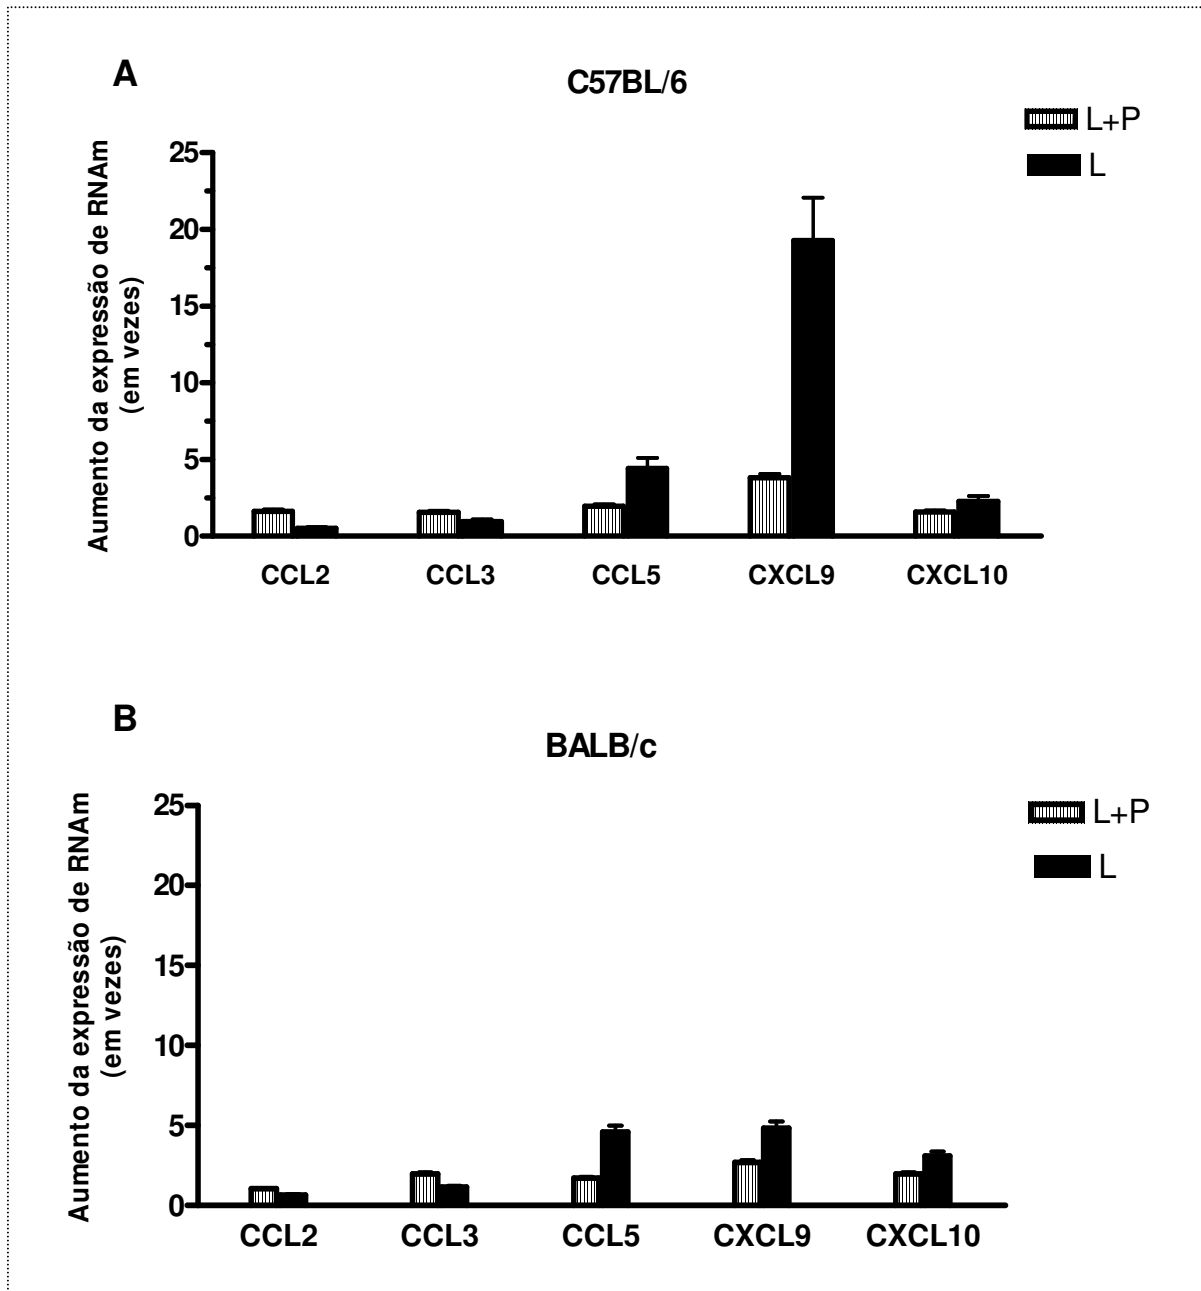 A
C57BL/6
L+P
L
Aumento da expressão de RNAm
(em vezes)
25
20
15
10
5
0
CCL2 CCL3 CCL5 CXCL9 CXCL10
B
BALB/c
L+P
L
Aumento da expressão de RNAm
(em vezes)
25
20
15
10
5
0
CCL2 CCL3 CCL5 CXCL9 CXCL10